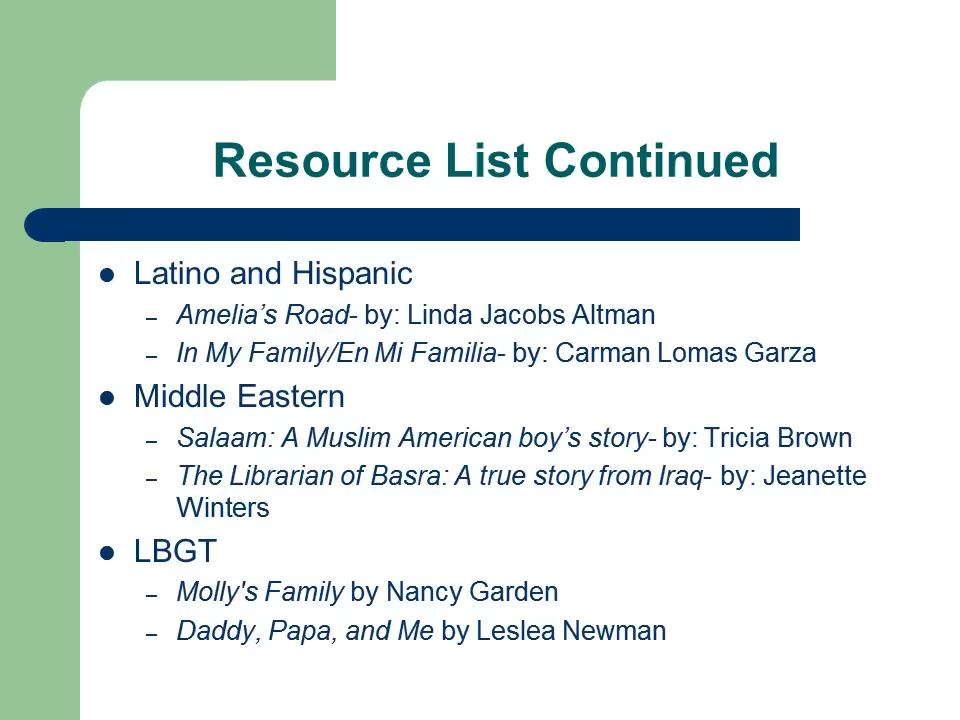 Resource List Continued
Latino and Hispanic
– Amelia’s Road- by: Linda Jacobs Altman
– In My Family/En Mi Familia- by: Carman Lomas Garza
Middle Eastern
– Salaam: A Muslim American boy’s story- by: Tricia Brown
– The Librarian of Basra: A true story from Iraq- by: Jeanette
Winters
LBGT
– Molly's Family by Nancy Garden
– Daddy, Papa, and Me by Leslea Newman